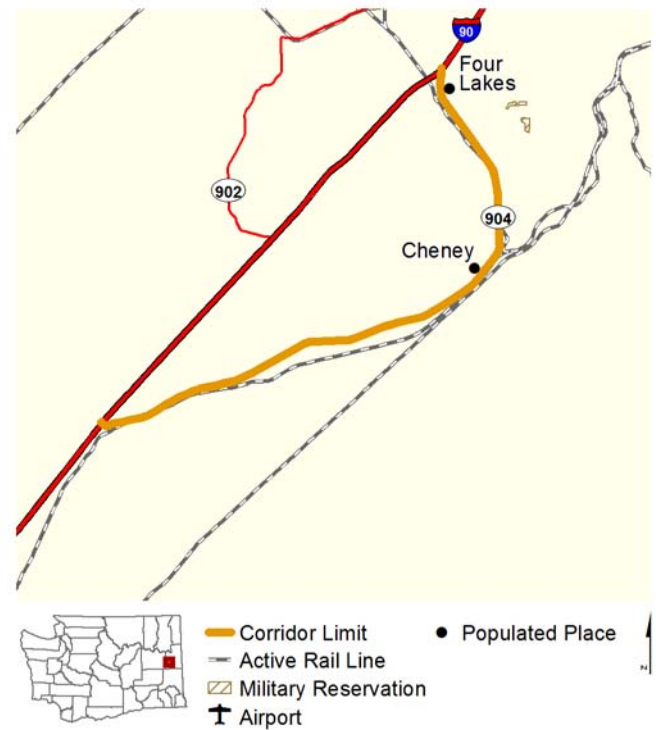 90
Four
Lakes
902
904
Cheney
Corridor Limit
Populated Place
Active Rail Line
Military Reservation
Airport
N